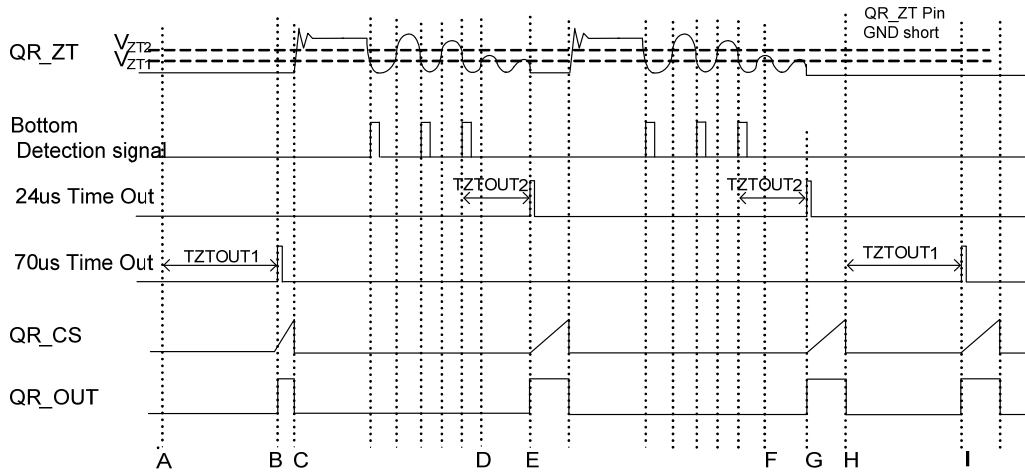 QR_ZT Pin
GND short
QR_ZT
VZT2
VZT1
Bottom
Detection signal
24us Time Out
TZTOUT2
TZTOUT2
70us Time Out
TZTOUT1
TZTOUT1
QR_CS
QR_OUT
A B C D E F G H I